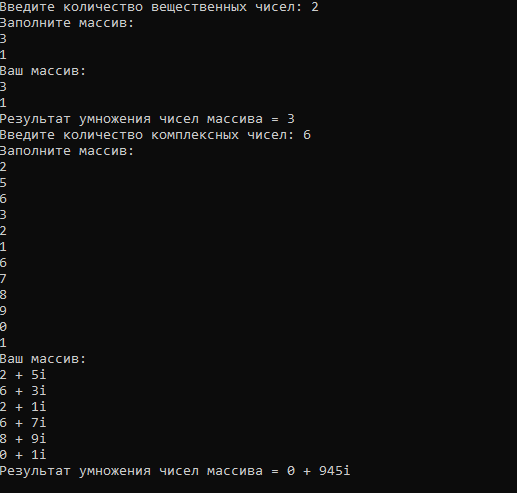 Введите количество вещественных чисел: 2
Заполните массив:
3
1
Ваш массив:
3
1
Результат умножения чисел массива = 3
Введите количество комплексных чисел: 6
Заполните массив:
2
5
6
3
2
1
6
7
8
9
0
1
Ваш массив:
2 + 5i
6 + 3i
2 + 1i
6 + 7i
8 + 9i
0 + 1i
Результат умножения чисел массива = 0 + 945i